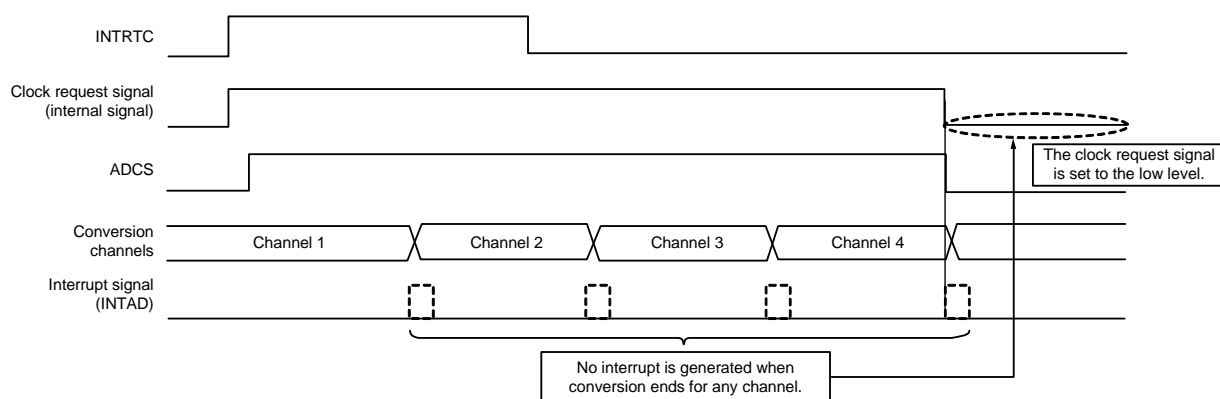 INTRTC
Clock request signal
(internal signal)
The clock request signal
is set to the low level.
ADCS
Conversion
channels
Channel 1
Channel 2
Channel 3
Channel 4
Interrupt signal
(INTAD)
No interrupt is generated when
conversion ends for any channel.